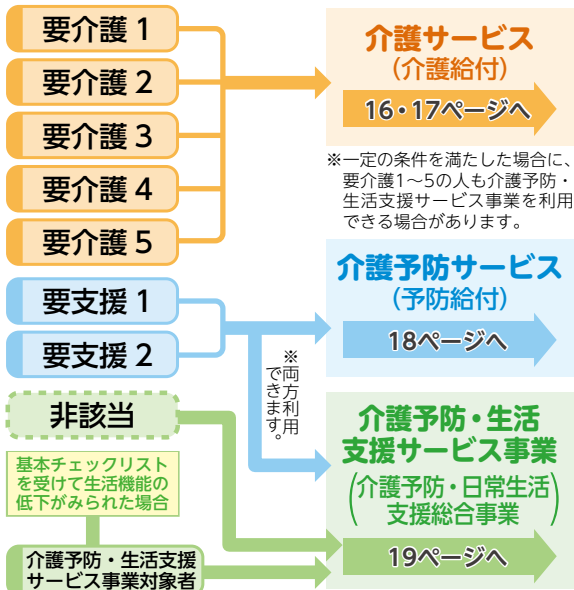 要介護1
要介護2
要介護3
要介護4
要介護5
要支援1
要支援2
非該当
基本チェックリスト
を受けて生活機能の
低下がみられた場合
介護予防・生活支援
サービス事業対象者
介護サービス
(介護給付)
16・17ページへ
※一定の条件を満たした場合に、
要介護1〜5の人も介護予防・
生活支援サービス事業を利用
できる場合があります。
介護予防サービス
(予防給付)
18ページへ
※両方利用
できます。
介護予防・生活
支援サービス事業
(介護予防・日常生活
支援総合事業)
19ページへ